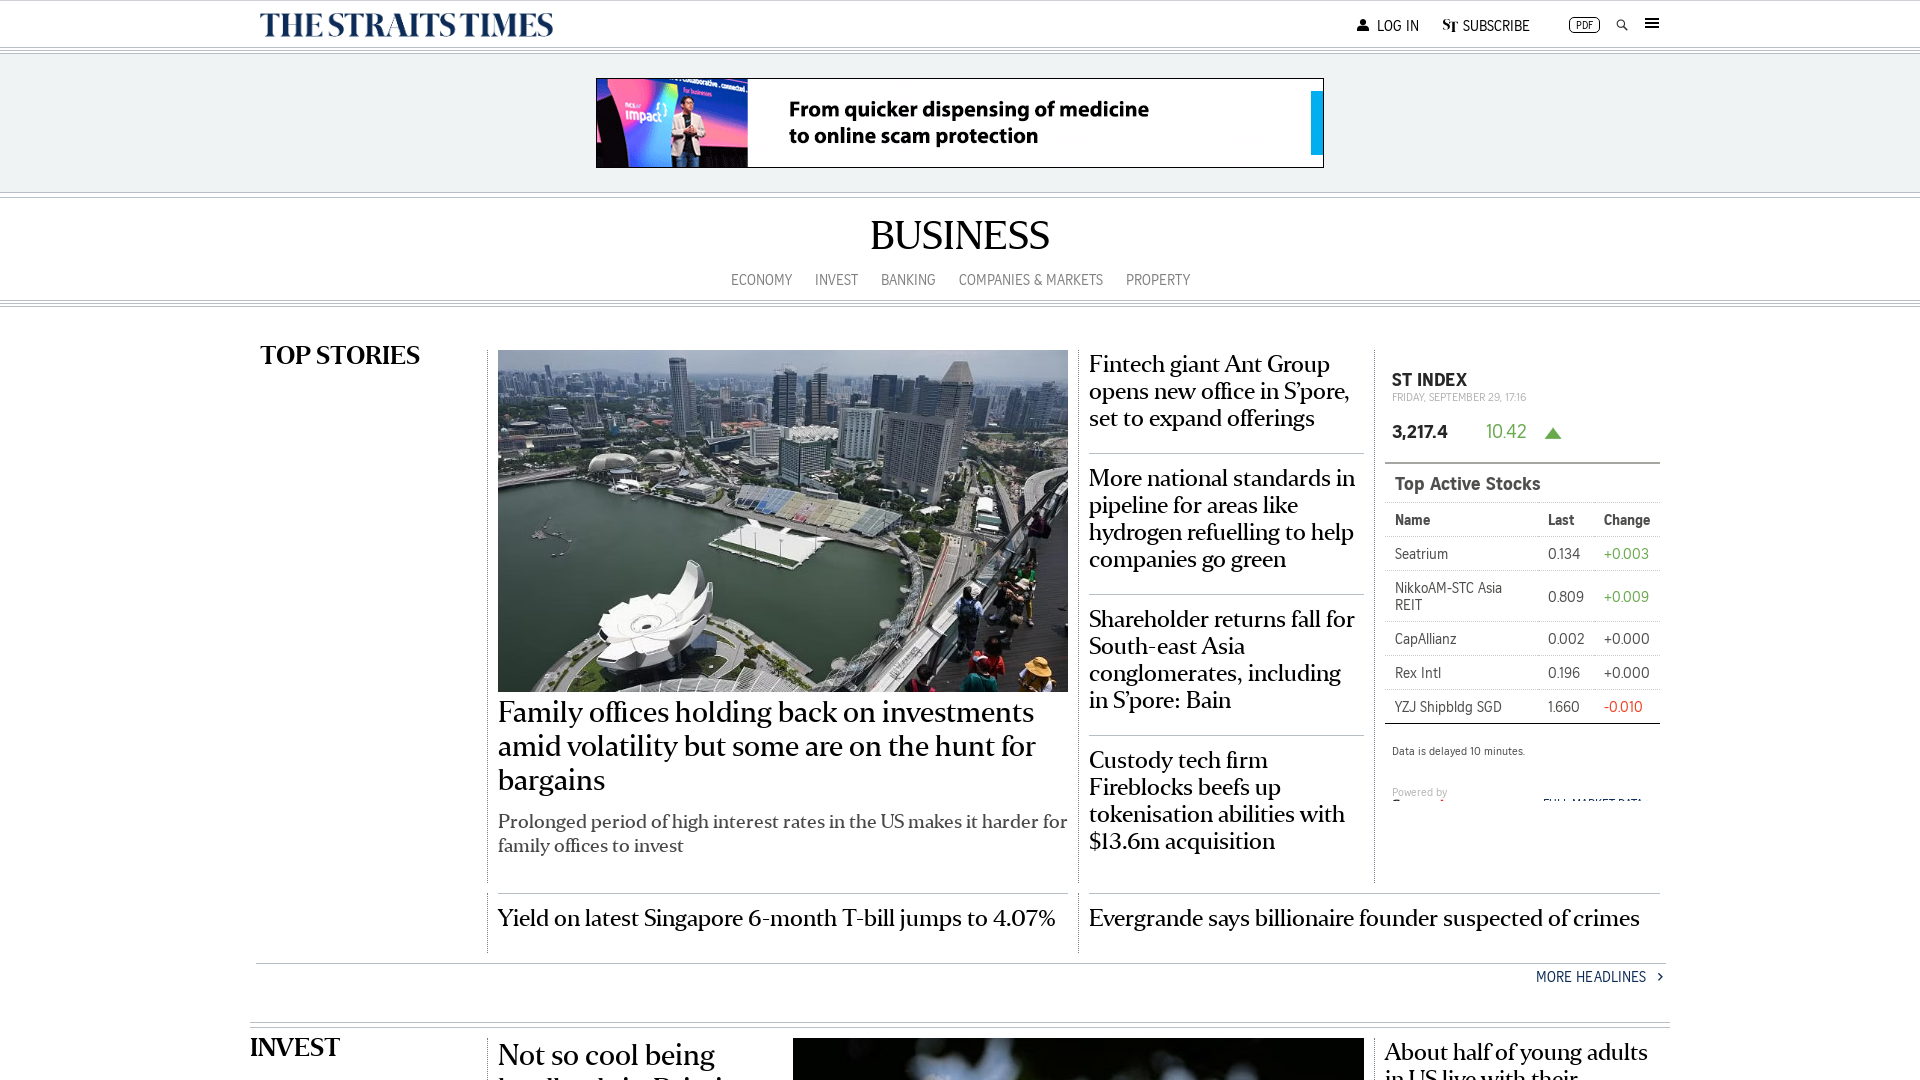 THE STRAITS TIMES
LOG IN
ST SUBSCRIBE
PDF
for businesses
impact
From quicker dispensing of medicine
to online scam protection
BUSINESS
ECONOMY INVEST BANKING COMPANIES & MARKETS PROPERTY
TOP STORIES
Family offices holding back on investments
amid volatility but some are on the hunt for
bargains
Prolonged period of high interest rates in the US makes it harder for
family offices to invest
Fintech giant Ant Group
opens new office in S’pore,
set to expand offerings
More national standards in
pipeline for areas like
hydrogen refuelling to help
companies go green
Shareholder returns fall for
South-east Asia
conglomerates, including
in S’pore: Bain
Custody tech firm
Fireblocks beefs up
tokenisation abilities with
$13.6m acquisition
ST INDEX
FRIDAY, SEPTEMBER 29, 17:16
3,217.4 10.42
Top Active Stocks
Name Last Change
Seatrium 0.134 +0.003
NikkoAM-STC Asia
REIT 0.809 +0.009
CapAllianz 0.002 +0.000
Rex Intl 0.196 +0.000
YZJ Shipbldg SGD 1.660 -0.010
Data is delayed 10 minutes.
Powered by
FULL MARKET DATA
Yield on latest Singapore 6-month T-bill jumps to 4.07%
Evergrande says billionaire founder suspected of crimes
MORE HEADLINES
INVEST
Not so cool being
About half of young adults
in US live with their